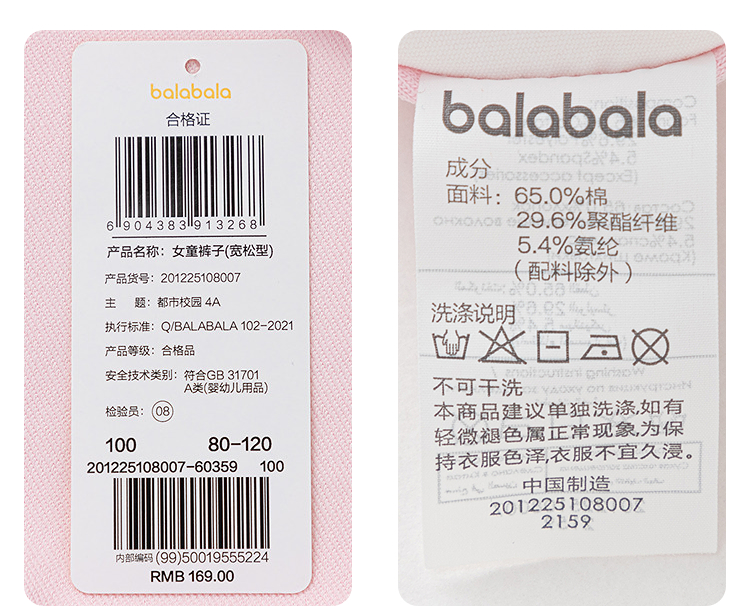 balabala
合格证
6 904383 913268
产品名称: 女童裤子(宽松型)
产品货号: 201225108007
主 题: 都市校园 4A
执行标准: Q/BALABALA 102-2021
产品等级: 合格品
安全技术类别: 符合GB 31701
A类(婴幼儿用品)
检验员: 08
100 80-120
201225108007-60359 100
内部编码 (99)50019555224
RMB 169.00
balabala
成分
面料: 65.0%棉
29.6%聚酯纤维
5.4%氨纶
(配料除外)
洗涤说明
不可干洗
本商品建议单独洗涤,如有
轻微褪色属正常现象,为保
持衣服色泽,衣服不宜久浸。
中国制造
201225108007
2159